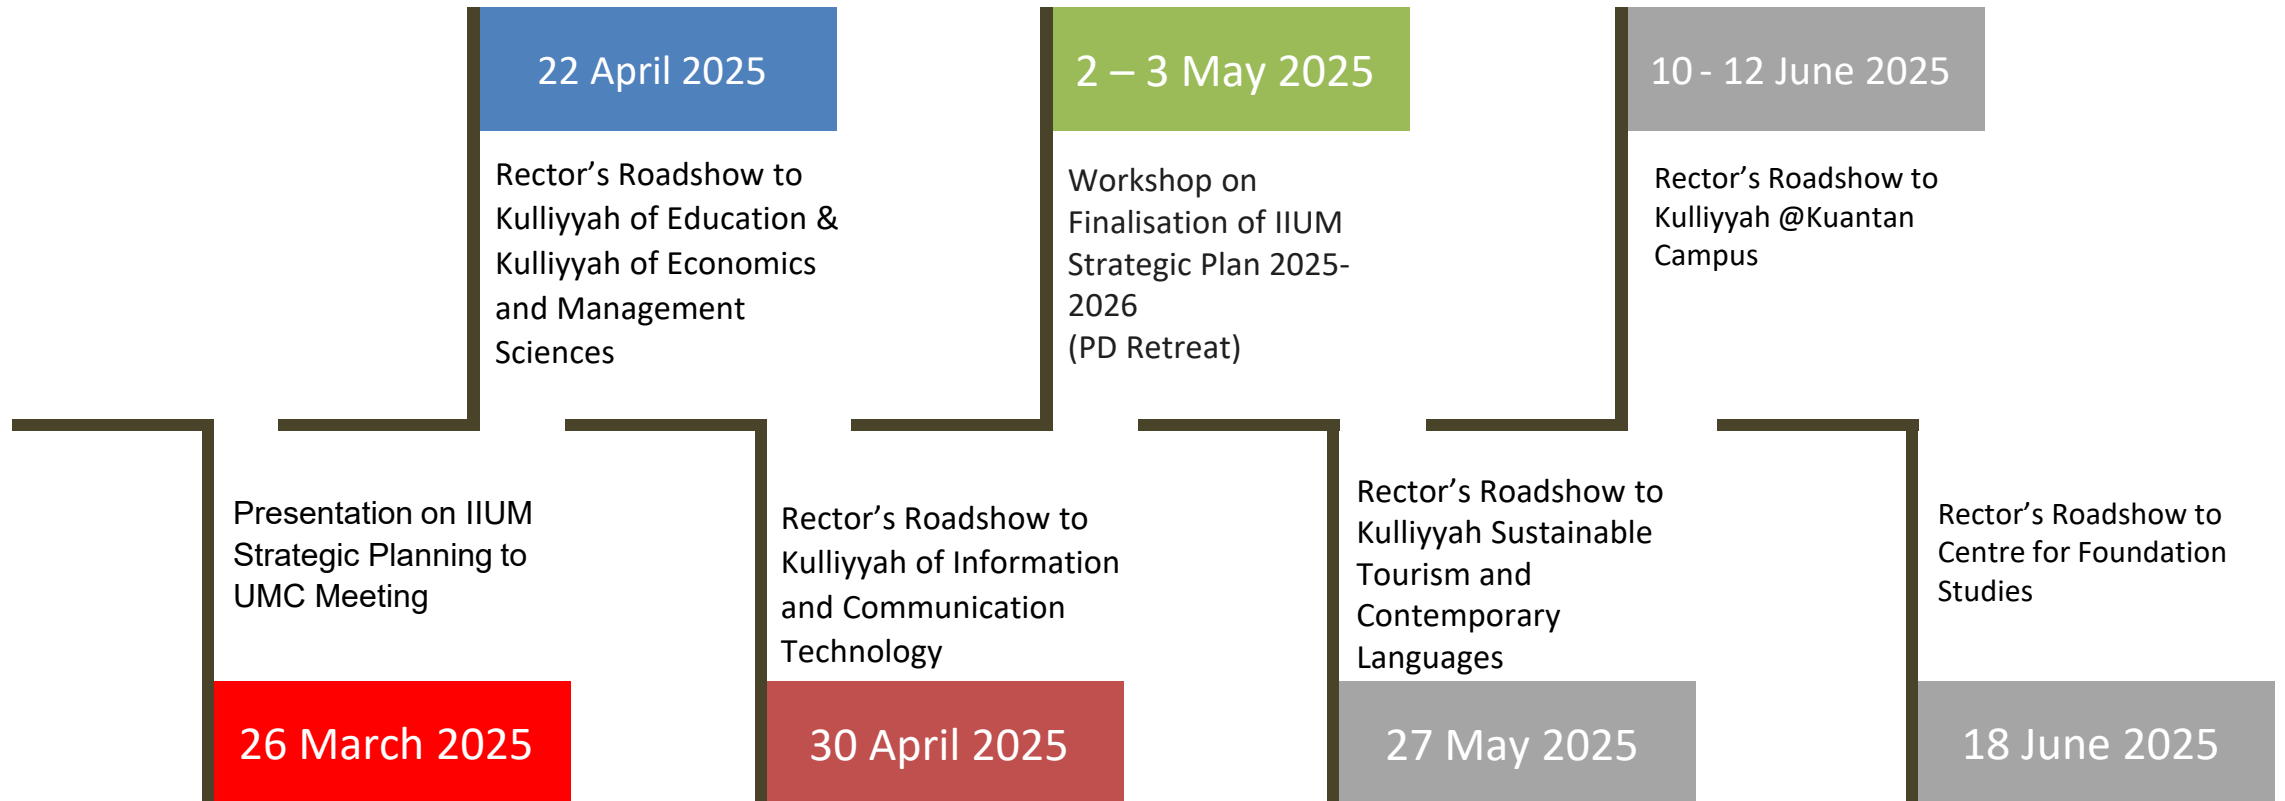 22 April 2025
Rector’s Roadshow to
Kulliyyah of Education &
Kulliyyah of Economics
and Management
Sciences
2 – 3 May 2025
Workshop on
Finalisation of IIUM
Strategic Plan 2025-
2026
(PD Retreat)
10 - 12 June 2025
Rector’s Roadshow to
Kulliyyah @Kuantan
Campus
Presentation on IIUM
Strategic Planning to
UMC Meeting
26 March 2025
Rector’s Roadshow to
Kulliyyah of Information
and Communication
Technology
30 April 2025
Rector’s Roadshow to
Kulliyyah Sustainable
Tourism and
Contemporary
Languages
27 May 2025
Rector’s Roadshow to
Centre for Foundation
Studies
18 June 2025